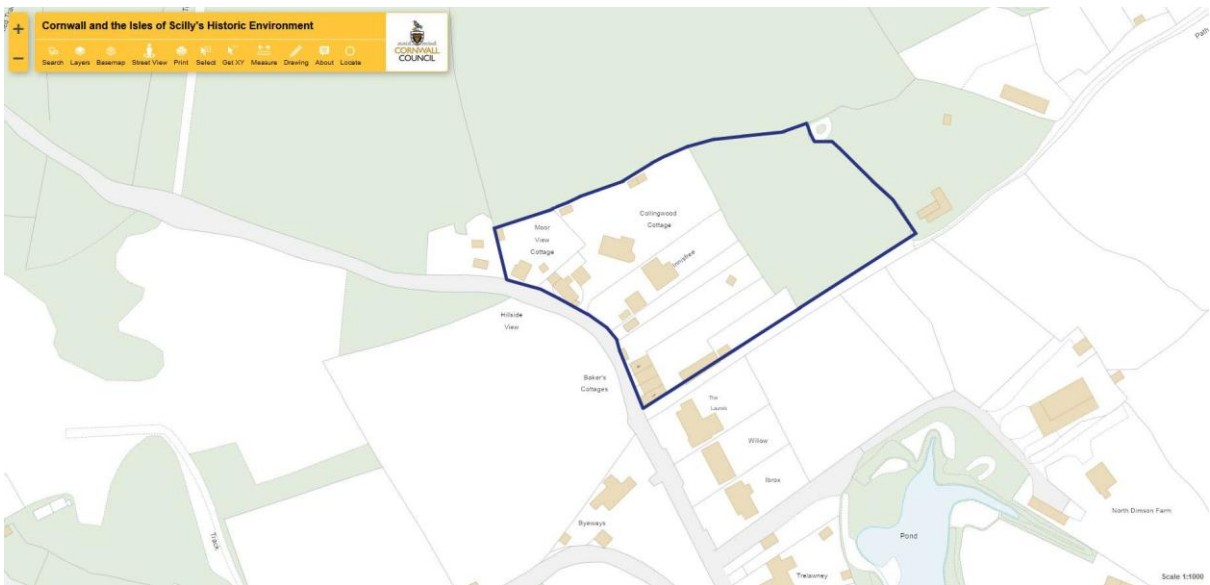 Cornwall and the Isles of Scilly's Historic Environment
Search Layers Basemap Street View Print Select Get XY Measure Drawing About Locate
CORNWALL
COUNCIL
Path
Moor
View
Cottage
Collingwood
Cottage
Hillside
View
Baker's
Cottages
The
Willow
Ibrox
Byeways
Track
Pond
North Dimson Farm
Trelawney
Scale 1:1000